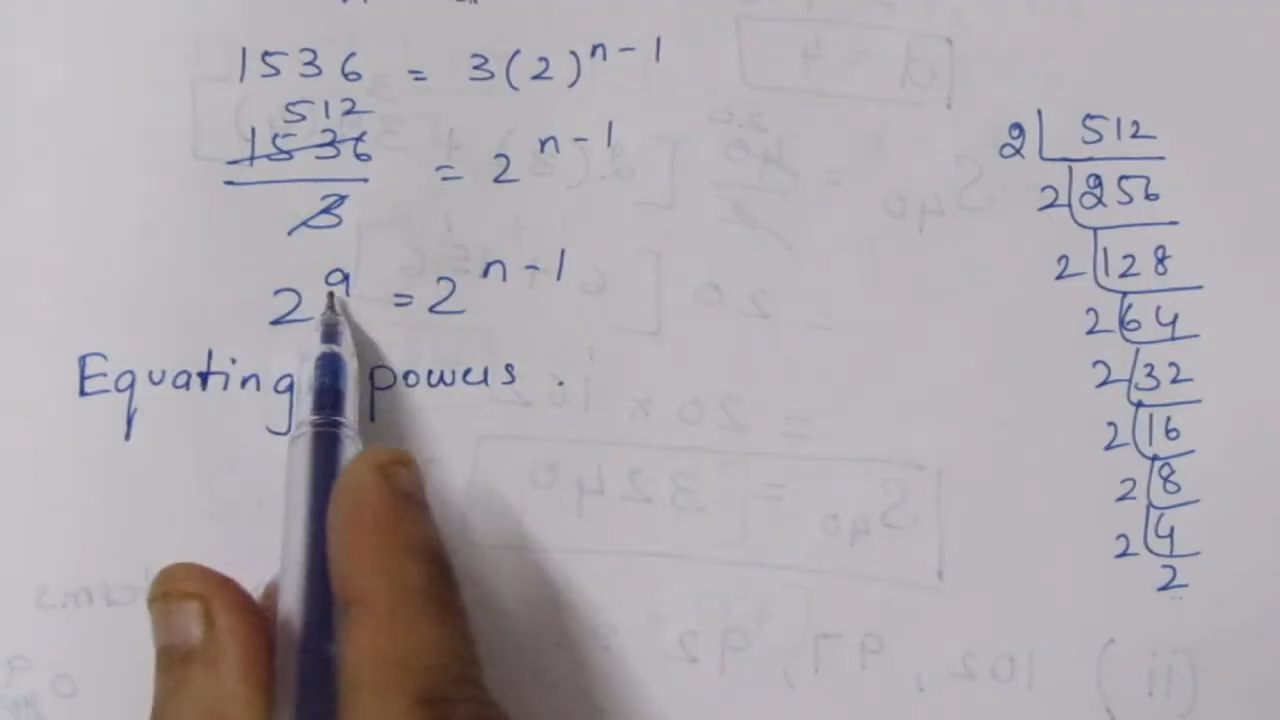 1536 = 3(2)^{n-1}
512
1536/3 = 2^{n-1}
2^9 = 2^{n-1}
Equating powers.
2 | 512
2 | 256
2 | 128
2 | 64
2 | 32
2 | 16
2 | 8
2 | 4
2